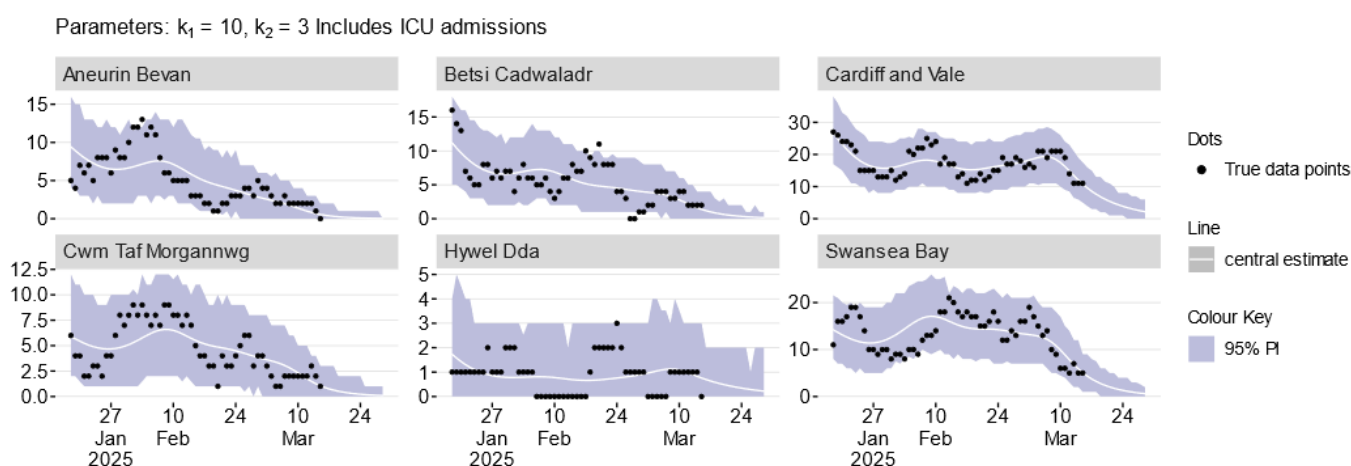 Parameters: k₁ = 10, k₂ = 3 Includes ICU admissions
Aneurin Bevan
Betsi Cadwaladr
Cardiff and Vale
15
10
5
0
15
10
5
0
30
20
10
0
Cwm Taf Morgannwg
Hywel Dda
Swansea Bay
12.5
10.0
7.5
5.0
2.5
0.0
5
4
3
2
1
0
20
10
0
27 10 24 10 24
Jan Feb Mar
2025
27 10 24 10 24
Jan Feb Mar
2025
27 10 24 10 24
Jan Feb Mar
2025
Dots
True data points
Line
central estimate
Colour Key
95% PI